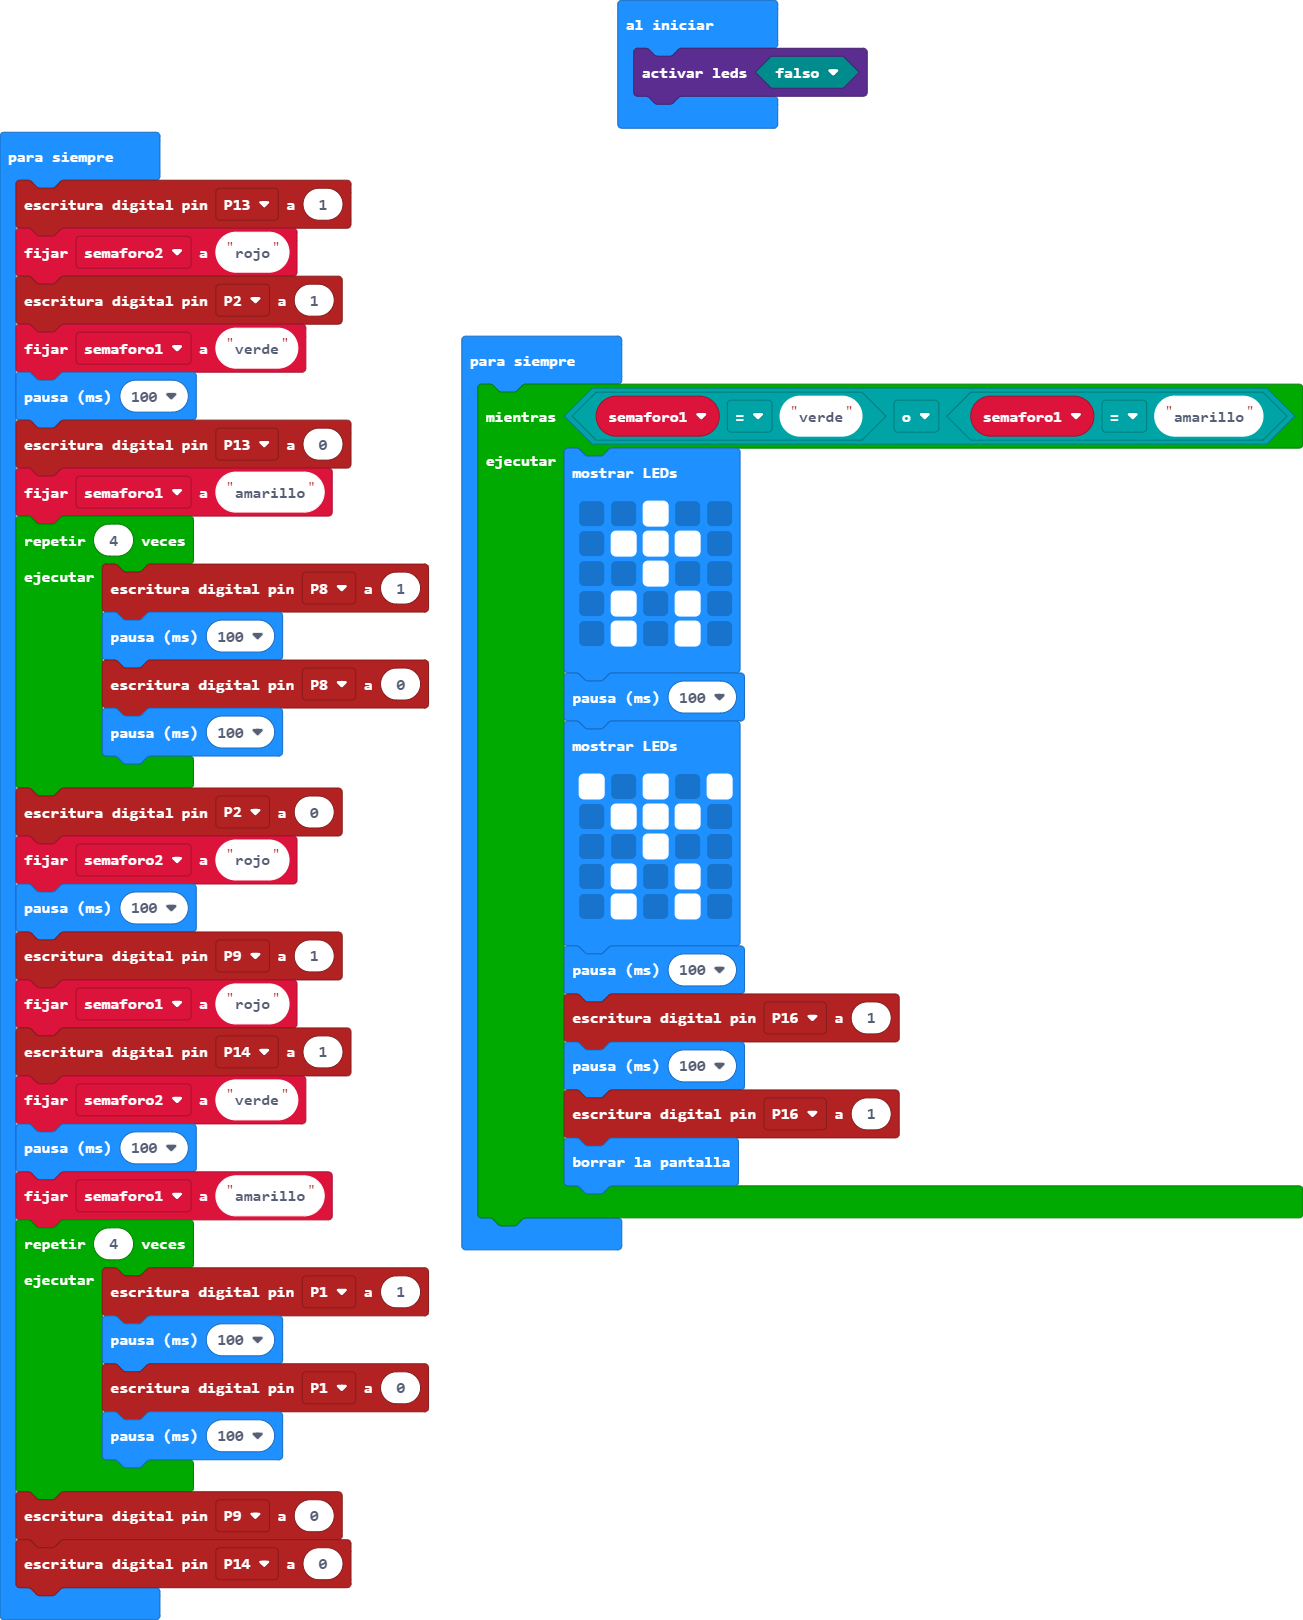 al iniciar
activar leds falso
para siempre
escritura digital pin P13 a 1
fijar semaforo2 a "rojo"
escritura digital pin P2 a 1
fijar semaforo1 a "verde"
pausa (ms) 100
escritura digital pin P13 a 0
fijar semaforo1 a "amarillo"
repetir 4 veces
ejecutar
escritura digital pin P8 a 1
pausa (ms) 100
escritura digital pin P8 a 0
pausa (ms) 100
escritura digital pin P2 a 0
fijar semaforo2 a "rojo"
pausa (ms) 100
escritura digital pin P9 a 1
fijar semaforo1 a "rojo"
escritura digital pin P14 a 1
fijar semaforo2 a "verde"
pausa (ms) 100
fijar semaforo1 a "amarillo"
repetir 4 veces
ejecutar
escritura digital pin P1 a 1
pausa (ms) 100
escritura digital pin P1 a 0
pausa (ms) 100
escritura digital pin P9 a 0
escritura digital pin P14 a 0
para siempre
mientras semaforo1 = "verde" o semaforo1 = "amarillo"
ejecutar
mostrar LEDs
pausa (ms) 100
mostrar LEDs
pausa (ms) 100
escritura digital pin P16 a 1
pausa (ms) 100
escritura digital pin P16 a 1
borrar la pantalla